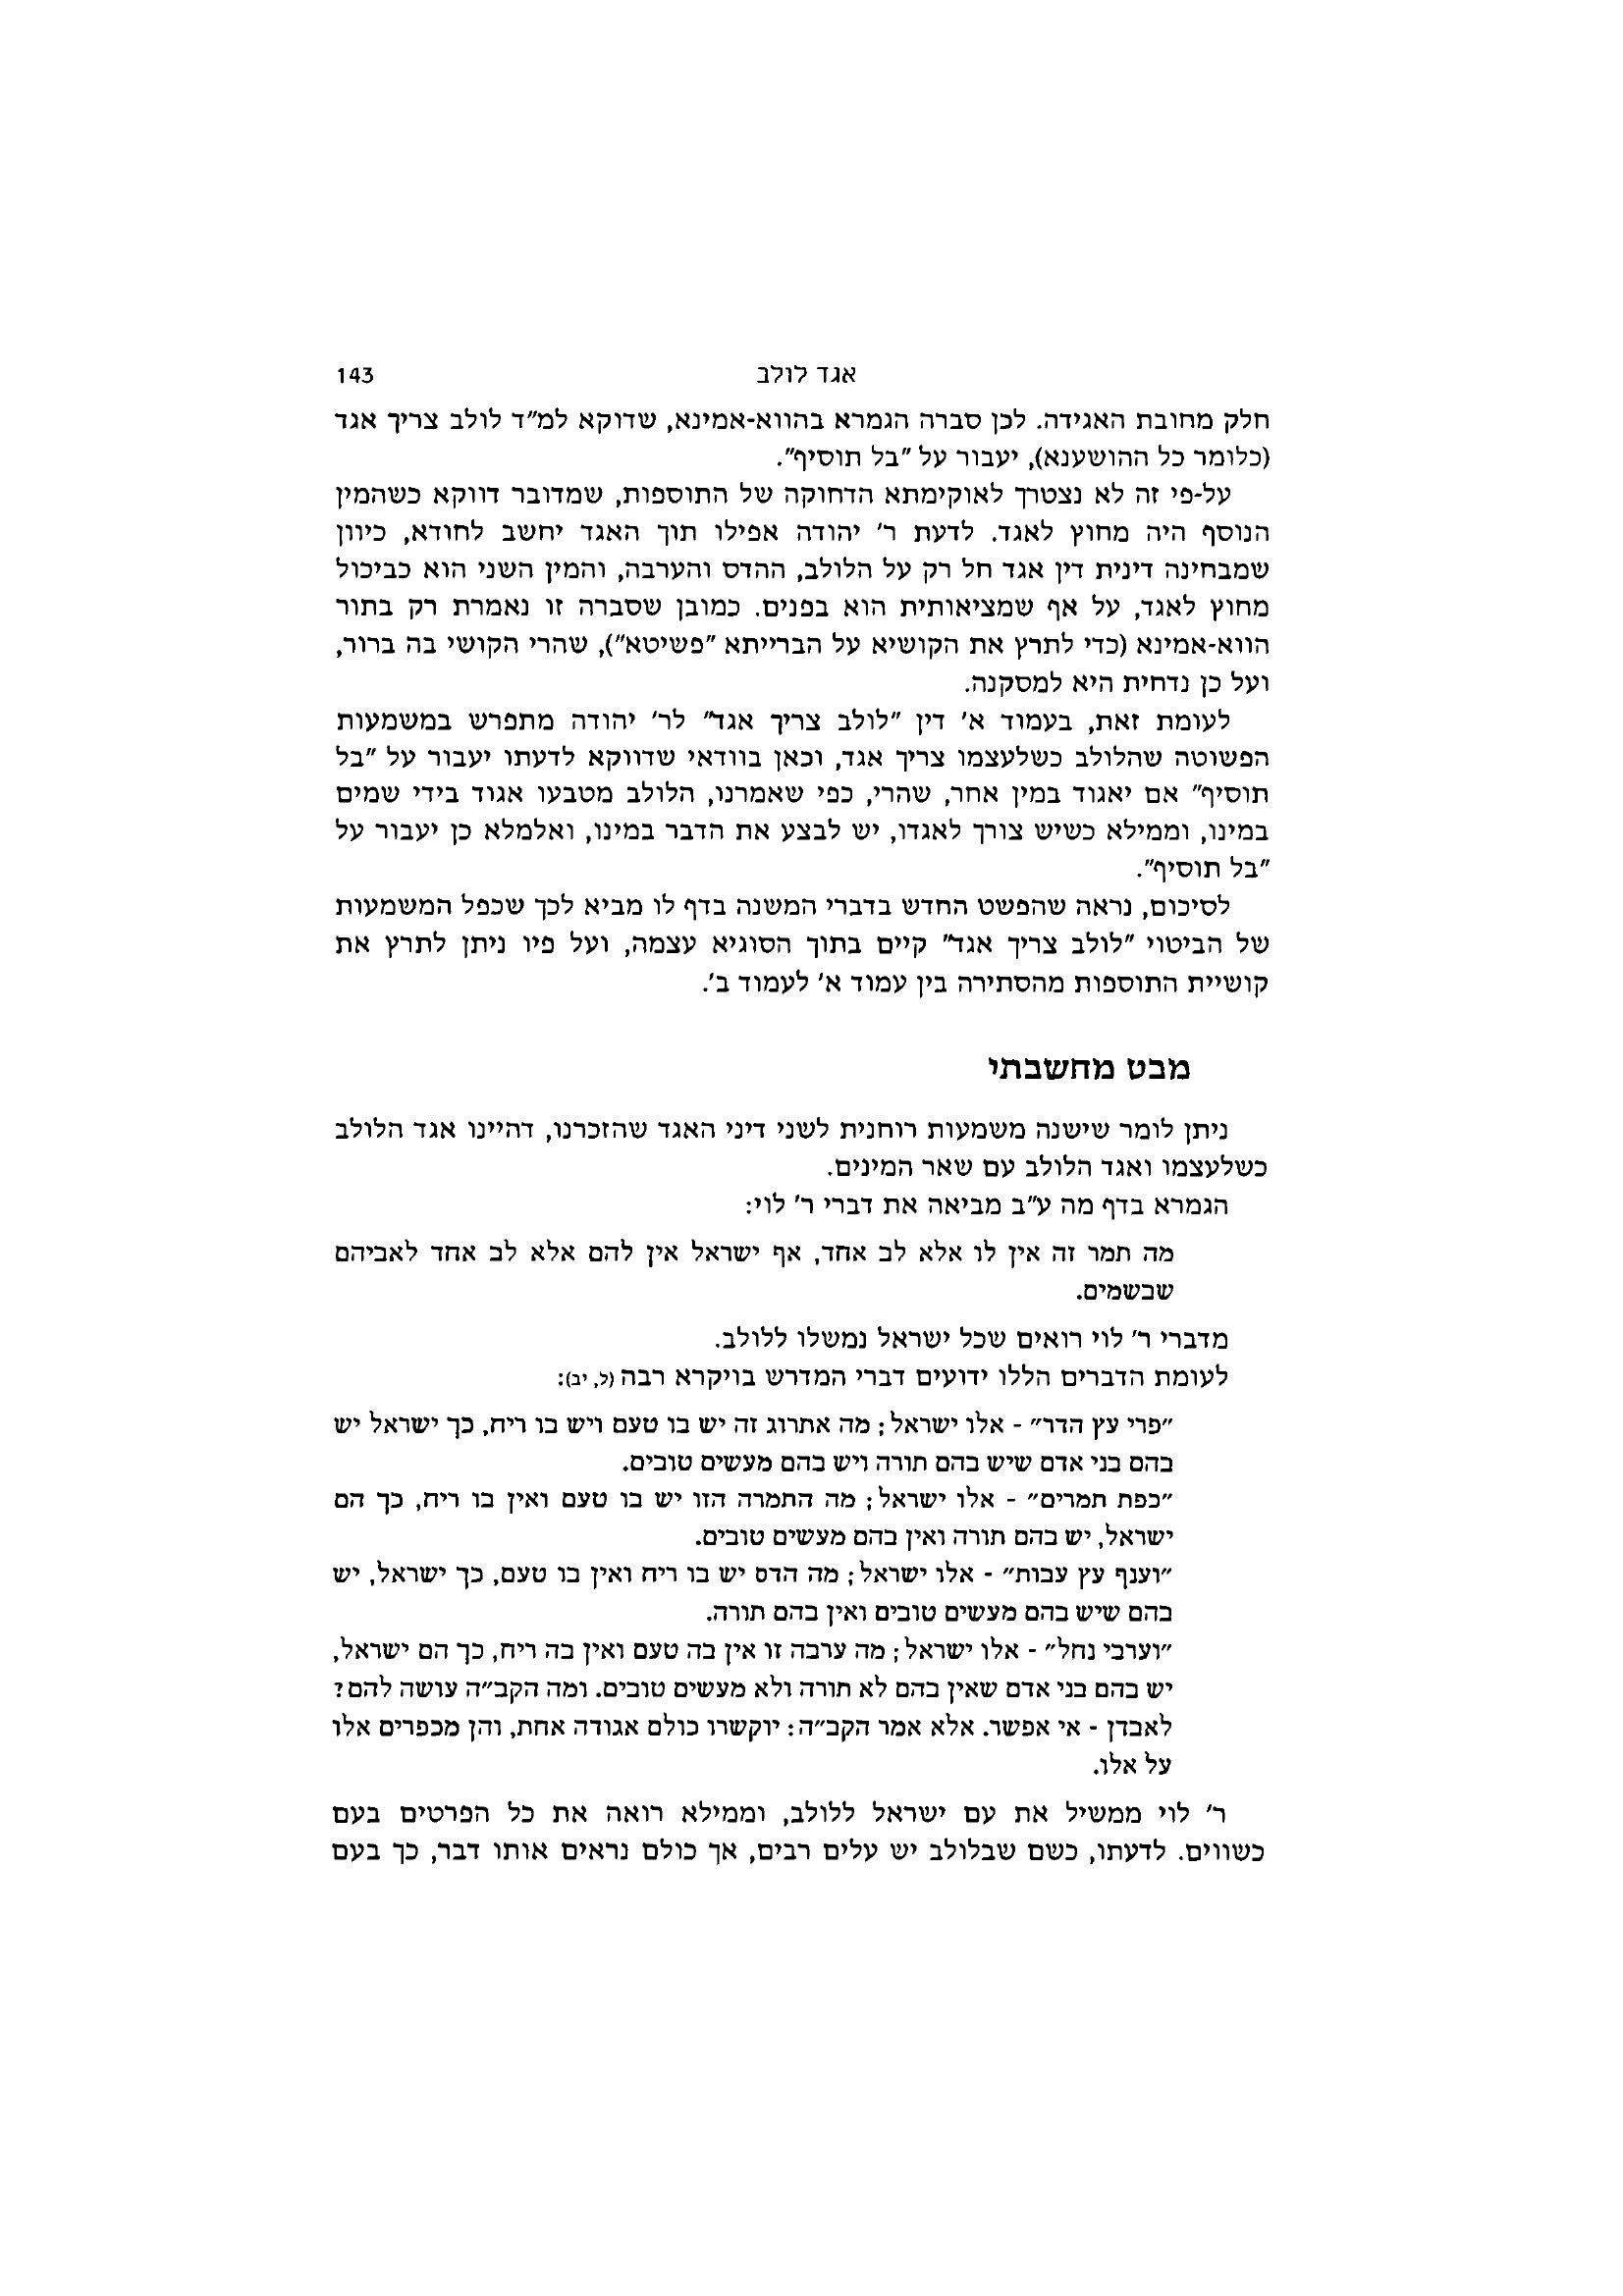 אגד לולב 143
חלק מחובת האגידה. לכן סברה הגמרא בהווא-אמינא, שדוקא למ"ד לולב צריך אגד
(כלומר כל ההושענא), יעבור על "בל תוסיף".
על-פי זה לא נצטרך לאוקימתא הדחוקה של התוספות, שמדובר דווקא כשהמין
הנוסף היה מחוץ לאגד. לדעת ר' יהודה אפילו תוך האגד יחשב לחודא, כיוון
שמבחינה דינית דין אגד חל רק על הלולב, ההדס והערבה, והמין השני הוא כביכול
מחוץ לאגד, על אף שמציאותית הוא בפנים. כמובן שסברה זו נאמרת רק בתור
הווא-אמינא (כדי לתרץ את הקושיא על הברייתא "פשיטא"), שהרי הקושי בה ברור,
ועל כן נדחית היא למסקנה.
לעומת זאת, בעמוד א' דין "לולב צריך אגד" לר' יהודה מתפרש במשמעות
הפשוטה שהלולב כשלעצמו צריך אגד, וכאן בוודאי שדווקא לדעתו יעבור על "בל
תוסיף" אם יאגוד במין אחר, שהרי, כפי שאמרנו, הלולב מטבעו אגוד בידי שמים
במינו, וממילא כשיש צורך לאגדו, יש לבצע את הדבר במינו, ואלמלא כן יעבור על
"בל תוסיף".
לסיכום, נראה שהפשט החדש בדברי המשנה בדף לו מביא לכך שכפל המשמעות
של הביטוי "לולב צריך אגד" קיים בתוך הסוגיא עצמה, ועל פיו ניתן לתרץ את
קושיית התוספות מהסתירה בין עמוד א' לעמוד ב'.
מבט מחשבתי
ניתן לומר שישנה משמעות רוחנית לשני דיני האגד שהזכרנו, דהיינו אגד הלולב
כשלעצמו ואגד הלולב עם שאר המינים.
הגמרא בדף מה ע"ב מביאה את דברי ר' לוי:
מה תמר זה אין לו אלא לב אחד, אף ישראל אין להם אלא לב אחד לאביהם
שבשמים.
מדברי ר' לוי רואים שכל ישראל נמשלו ללולב.
לעומת הדברים הללו ידועים דברי המדרש בויקרא רבה (ל, יב):
"פרי עץ הדר" - אלו ישראל; מה אתרוג זה יש בו טעם ויש בו ריח, כך ישראל יש
בהם בני אדם שיש בהם תורה ויש בהם מעשים טובים.
"כפת תמרים" - אלו ישראל; מה התמרה הזו יש בו טעם ואין בו ריח, כך הם
ישראל, יש בהם תורה ואין בהם מעשים טובים.
"וענף עץ עבות" - אלו ישראל; מה הדס יש בו ריח ואין בו טעם, כך ישראל, יש
בהם שיש בהם מעשים טובים ואין בהם תורה.
"וערבי נחל" - אלו ישראל; מה ערבה זו אין בה טעם ואין בה ריח, כך הם ישראל,
יש בהם בני אדם שאין בהם לא תורה ולא מעשים טובים. ומה הקב"ה עושה להם?
לאבדן - אי אפשר. אלא אמר הקב"ה: יוקשרו כולם אגודה אחת, והן מכפרים אלו
על אלו.
ר' לוי ממשיל את עם ישראל ללולב, וממילא רואה את כל הפרטים בעם
כשווים. לדעתו, כשם שבלולב יש עלים רבים, אך כולם נראים אותו דבר, כך בעם